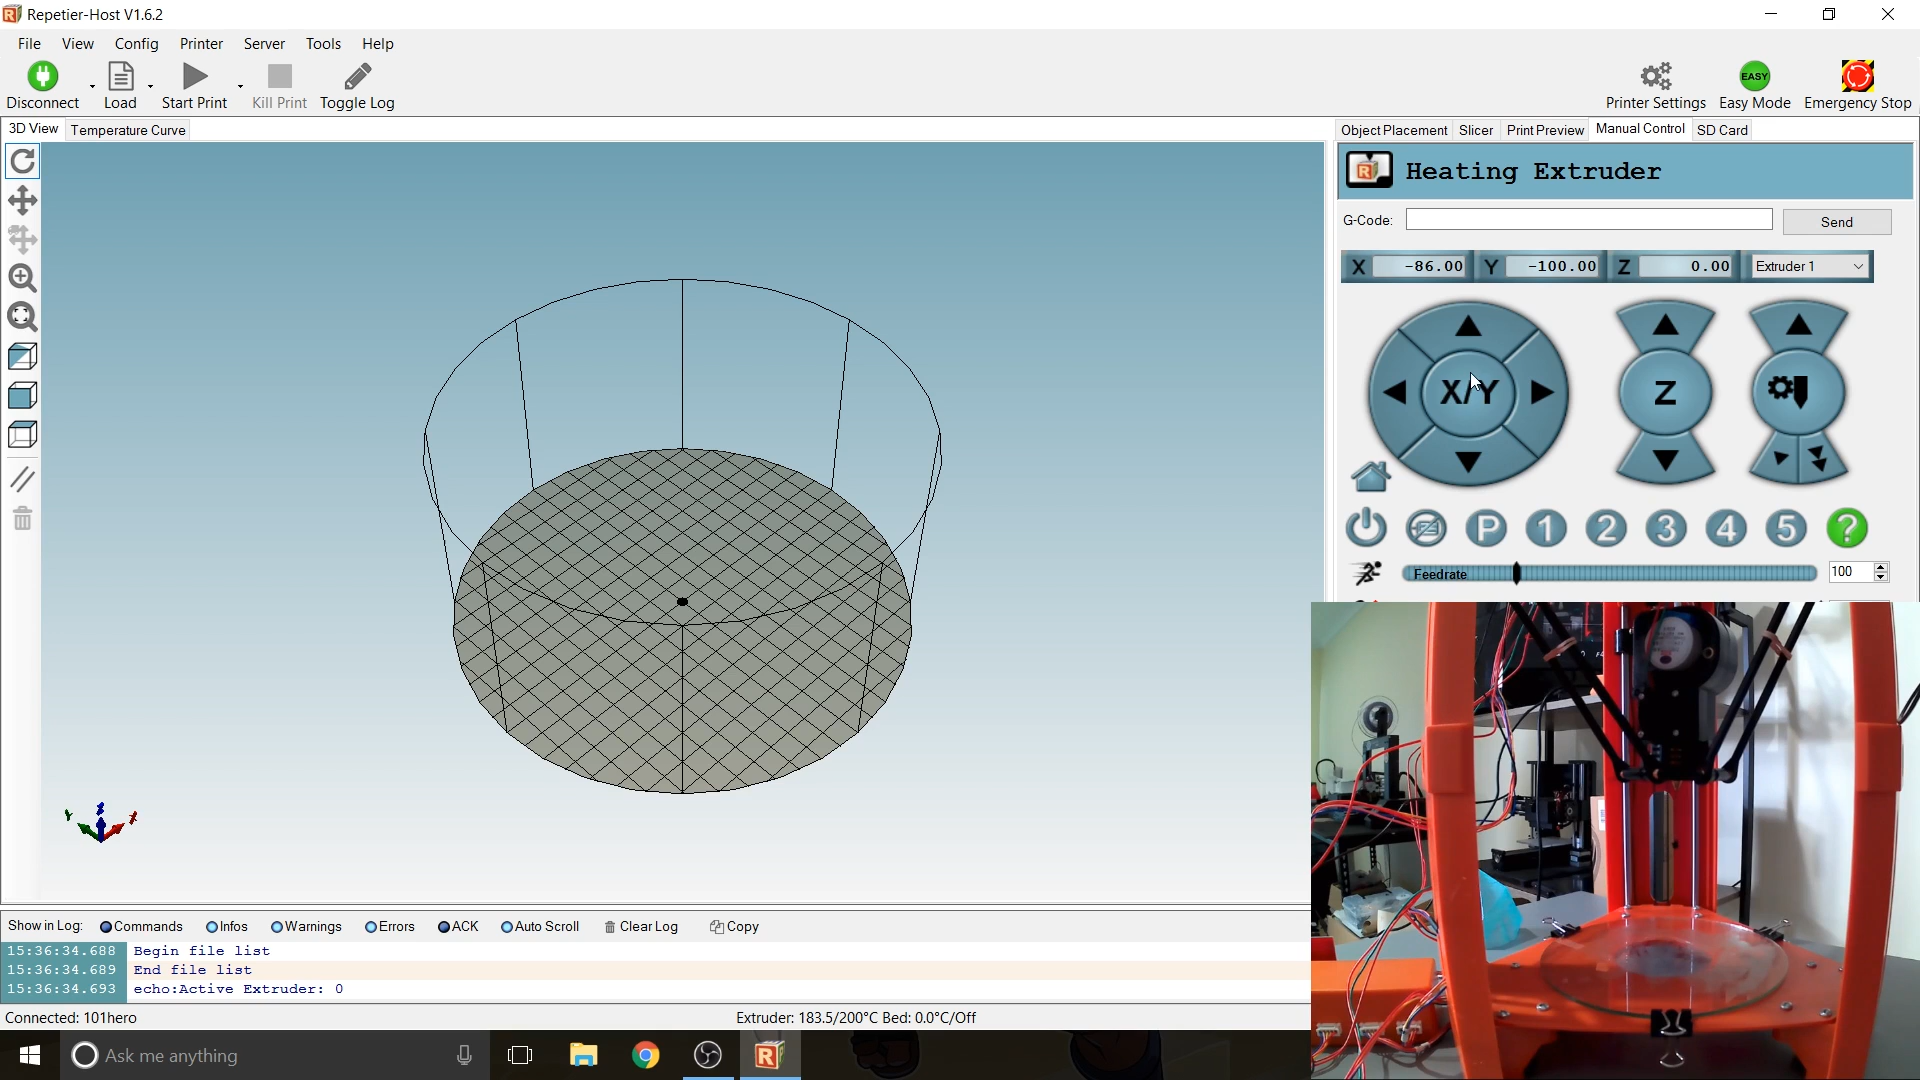 Repetier-Host V1.6.2
File View Config Printer Server Tools Help
Disconnect Load Start Print Kill Print Toggle Log
Printer Settings EASY Easy Mode Emergency Stop
3D View Temperature Curve
Object Placement Slicer Print Preview Manual Control SD Card
Heating Extruder
G-Code: Send
X -86.00 Y -100.00 Z 0.00 Extruder 1
X/Y Z
P 1 2 3 4 5 ?
Feedrate 100
Show in Log: Commands Infos Warnings Errors ACK Auto Scroll Clear Log Copy
15:36:34.688 Begin file list
15:36:34.689 End file list
15:36:34.693 echo:Active Extruder: 0
Connected: 101hero
Extruder: 183.5/200°C Bed: 0.0°C/Off
Ask me anything